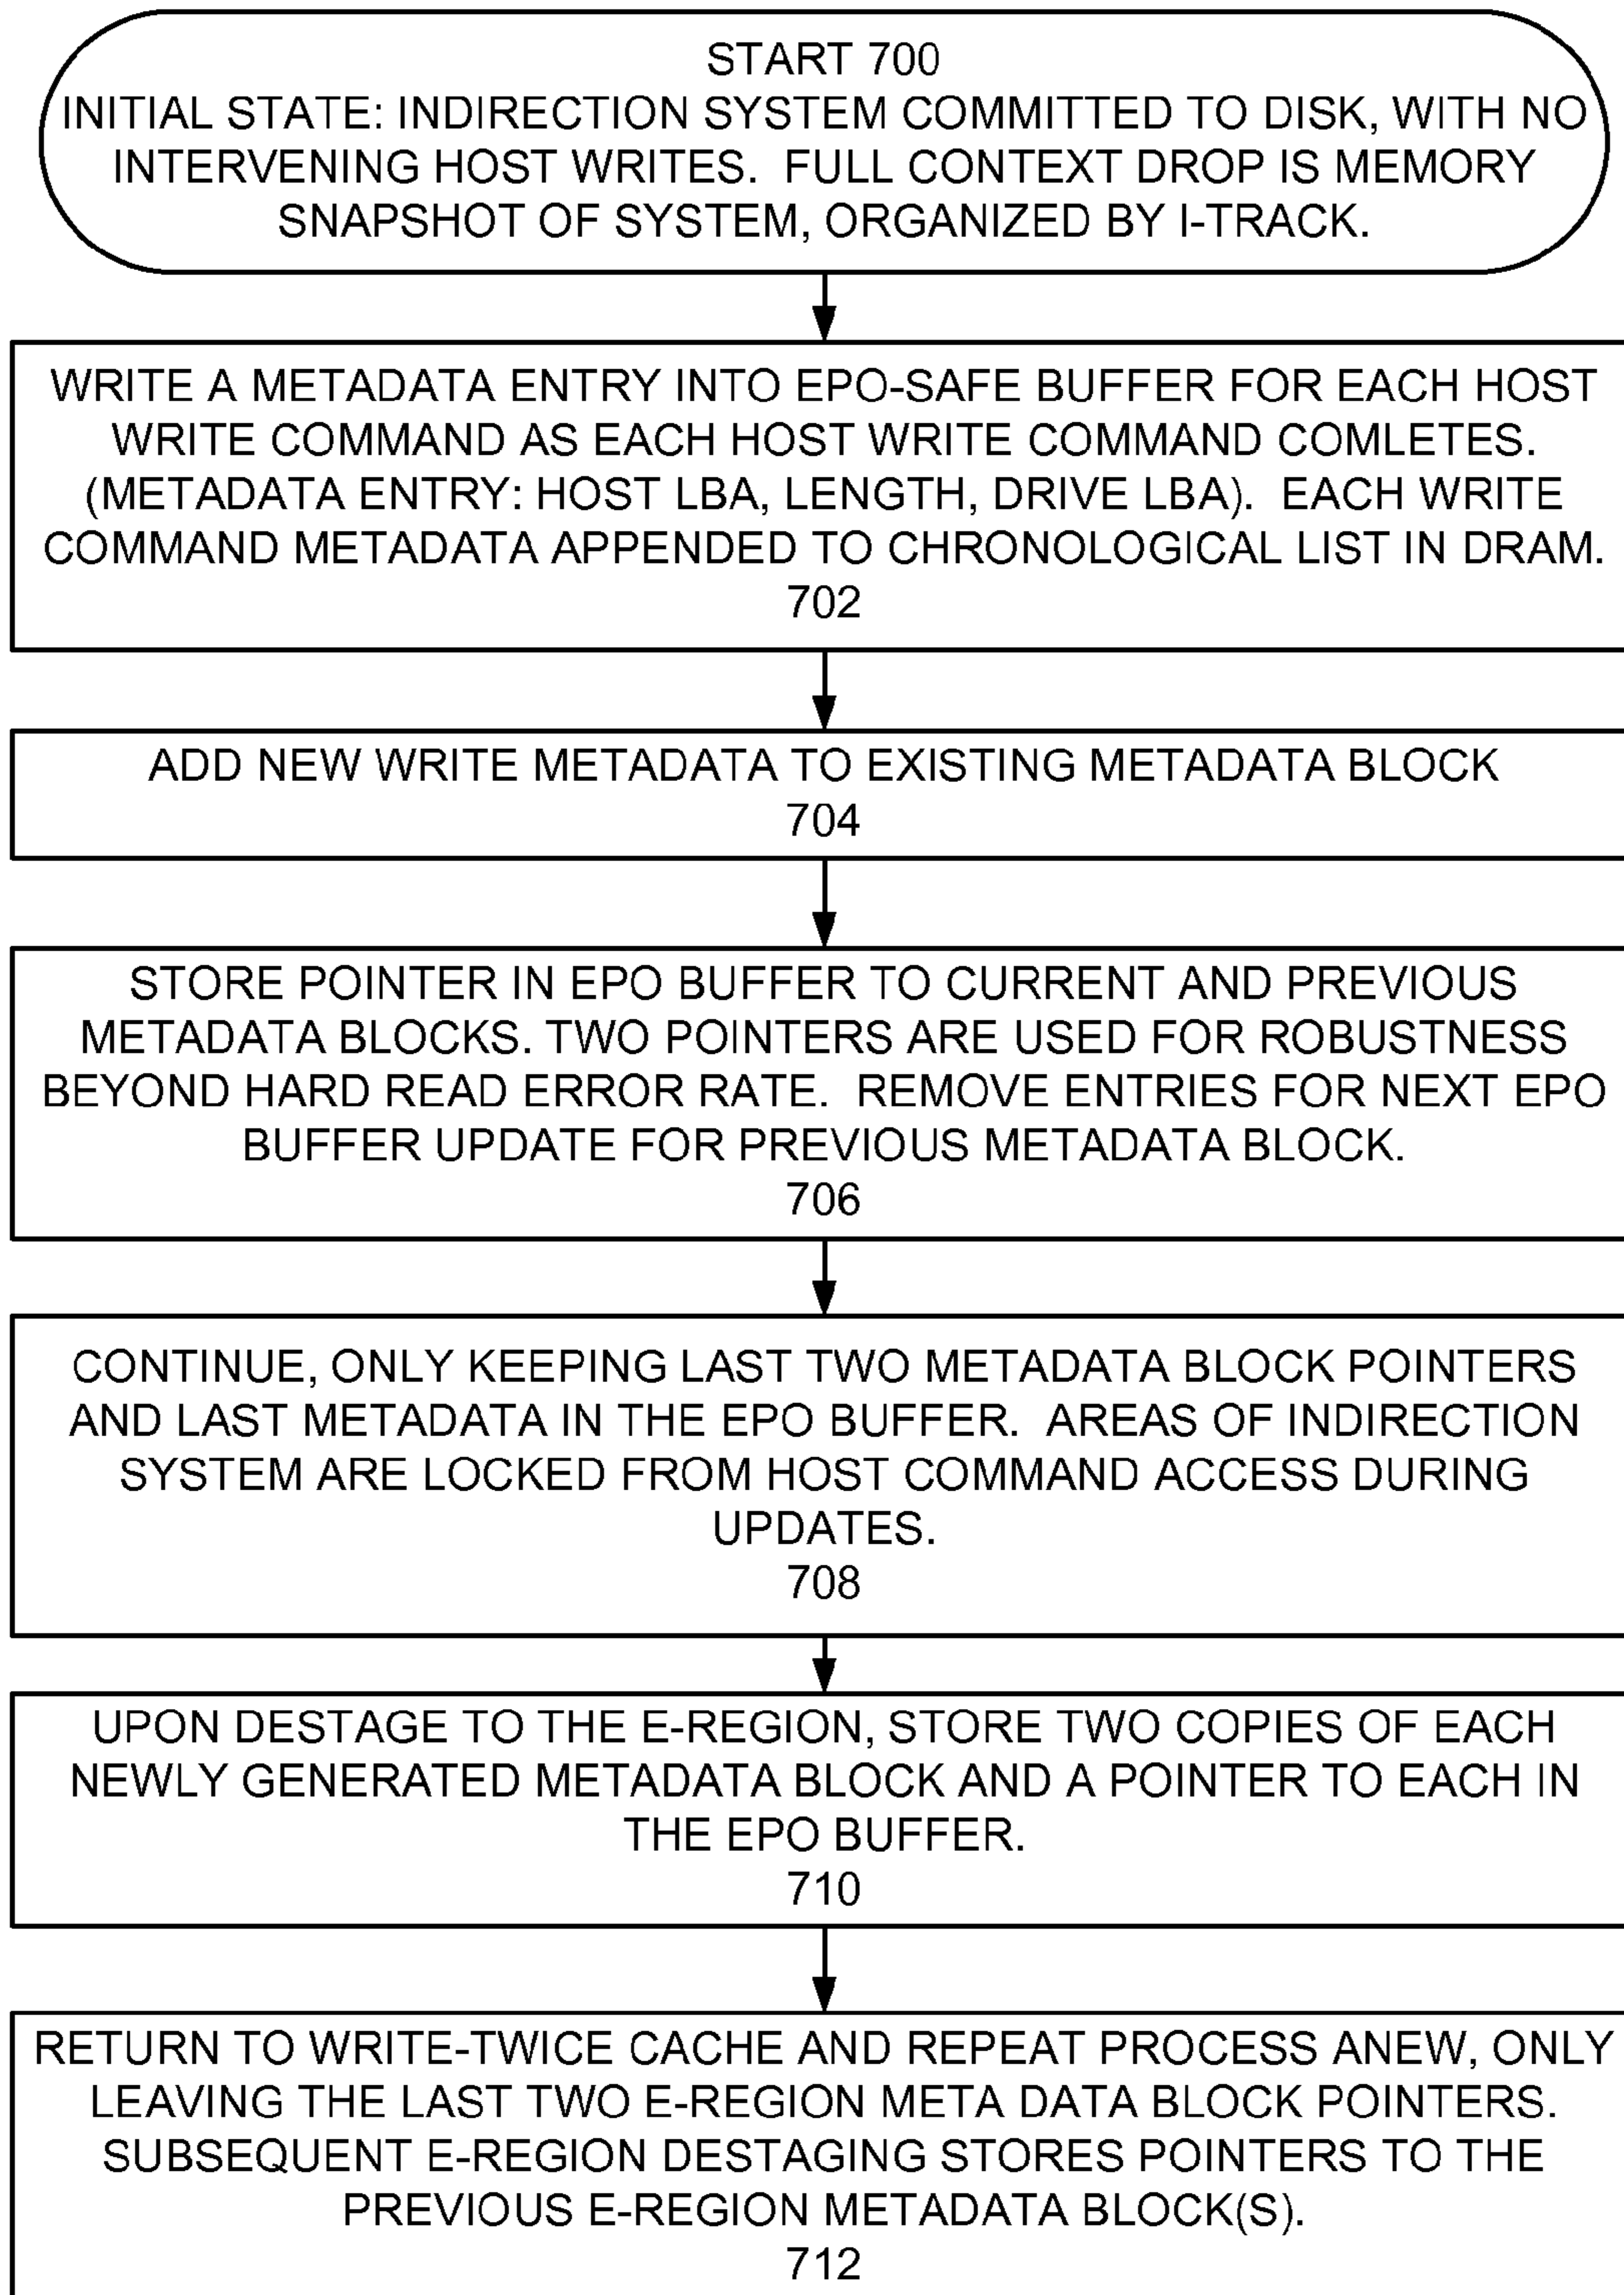 START 700
INITIAL STATE: INDIRECTION SYSTEM COMMITTED TO DISK, WITH NO
INTERVENING HOST WRITES.  FULL CONTEXT DROP IS MEMORY
SNAPSHOT OF SYSTEM, ORGANIZED BY I-TRACK.
WRITE A METADATA ENTRY INTO EPO-SAFE BUFFER FOR EACH HOST
WRITE COMMAND AS EACH HOST WRITE COMMAND COMLETES.
(METADATA ENTRY: HOST LBA, LENGTH, DRIVE LBA).  EACH WRITE
COMMAND METADATA APPENDED TO CHRONOLOGICAL LIST IN DRAM.
702
ADD NEW WRITE METADATA TO EXISTING METADATA BLOCK
704
STORE POINTER IN EPO BUFFER TO CURRENT AND PREVIOUS
METADATA BLOCKS. TWO POINTERS ARE USED FOR ROBUSTNESS
BEYOND HARD READ ERROR RATE.  REMOVE ENTRIES FOR NEXT EPO
BUFFER UPDATE FOR PREVIOUS METADATA BLOCK.
706
CONTINUE, ONLY KEEPING LAST TWO METADATA BLOCK POINTERS
AND LAST METADATA IN THE EPO BUFFER.  AREAS OF INDIRECTION
SYSTEM ARE LOCKED FROM HOST COMMAND ACCESS DURING
UPDATES.
708
UPON DESTAGE TO THE E-REGION, STORE TWO COPIES OF EACH
NEWLY GENERATED METADATA BLOCK AND A POINTER TO EACH IN
THE EPO BUFFER.
710
RETURN TO WRITE-TWICE CACHE AND REPEAT PROCESS ANEW, ONLY
LEAVING THE LAST TWO E-REGION META DATA BLOCK POINTERS.
SUBSEQUENT E-REGION DESTAGING STORES POINTERS TO THE
PREVIOUS E-REGION METADATA BLOCK(S).
712